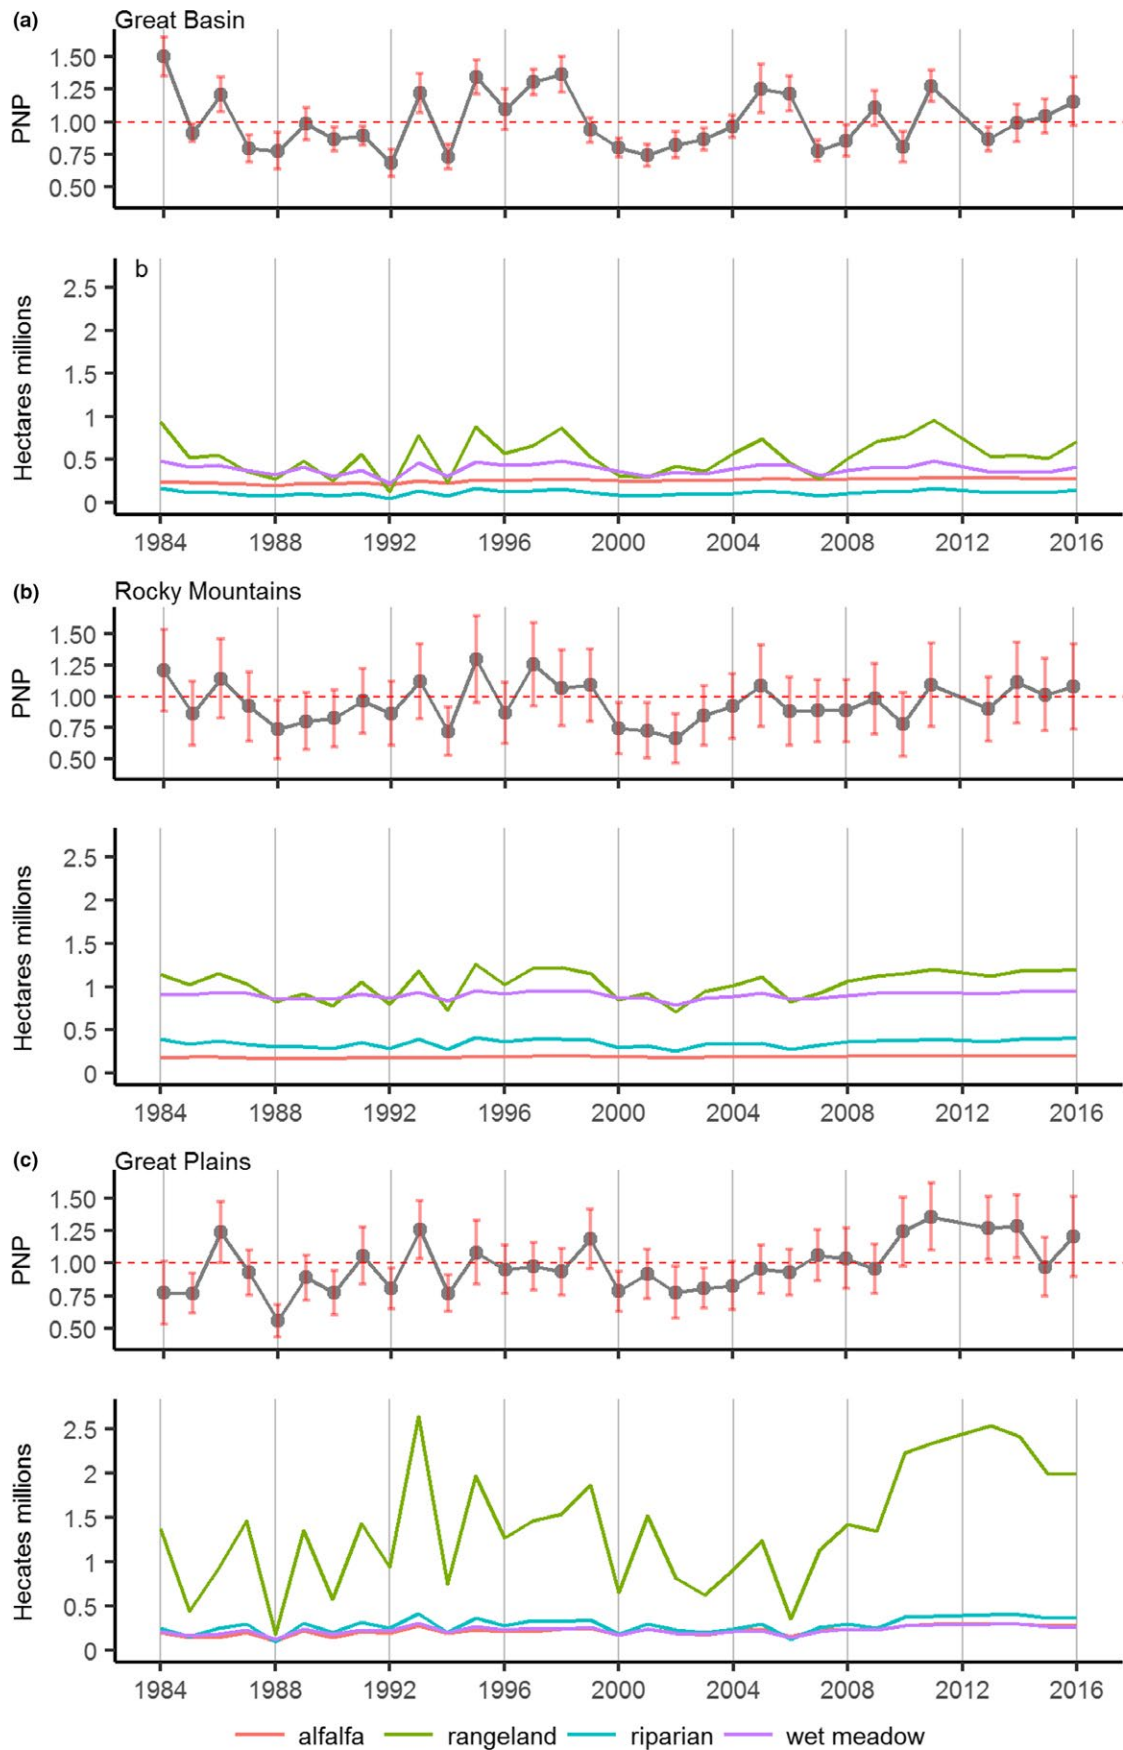 (a) Great Basin
PNP
1.50
1.25
1.00
0.75
0.50
b
Hectares millions
2.5
2
1.5
1
0.5
0
1984 1988 1992 1996 2000 2004 2008 2012 2016
(b) Rocky Mountains
PNP
1.50
1.25
1.00
0.75
0.50
Hectares millions
2.5
2
1.5
1
0.5
0
1984 1988 1992 1996 2000 2004 2008 2012 2016
(c) Great Plains
PNP
1.50
1.25
1.00
0.75
0.50
Hecates millions
2.5
2
1.5
1
0.5
0
1984 1988 1992 1996 2000 2004 2008 2012 2016
alfalfa rangeland riparian wet meadow